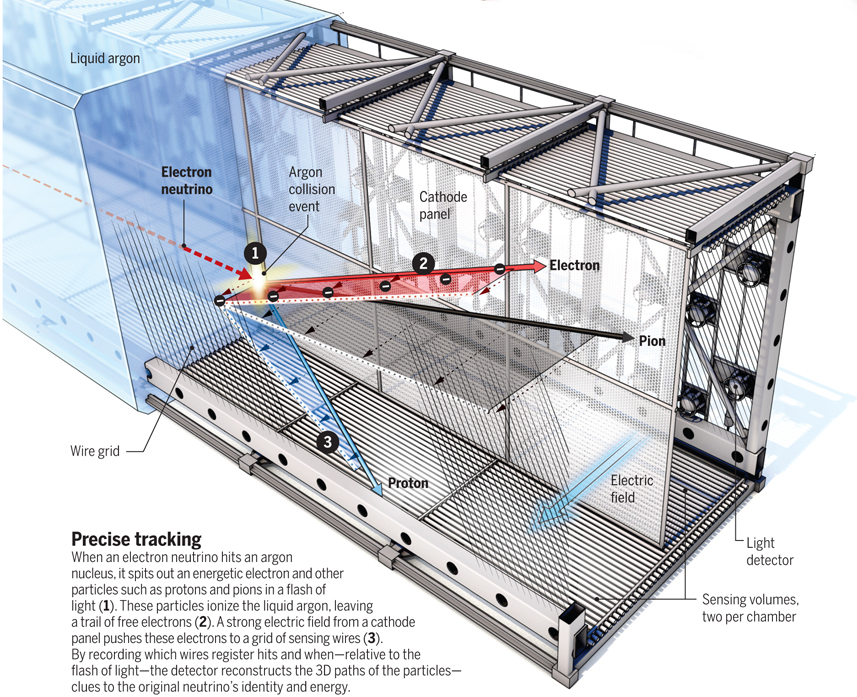 Liquid argon
Electron
neutrino
Argon
collision
event
Cathode
panel
1
2
Electron
Pion
Wire grid
3
Proton
Electric
field
Light
detector
Sensing volumes,
two per chamber
Precise tracking
When an electron neutrino hits an argon
nucleus, it spits out an energetic electron and other
particles such as protons and pions in a flash of
light (1). These particles ionize the liquid argon, leaving
a trail of free electrons (2). A strong electric field from a cathode
panel pushes these electrons to a grid of sensing wires (3).
By recording which wires register hits and when—relative to the
flash of light—the detector reconstructs the 3D paths of the particles—
clues to the original neutrino's identity and energy.